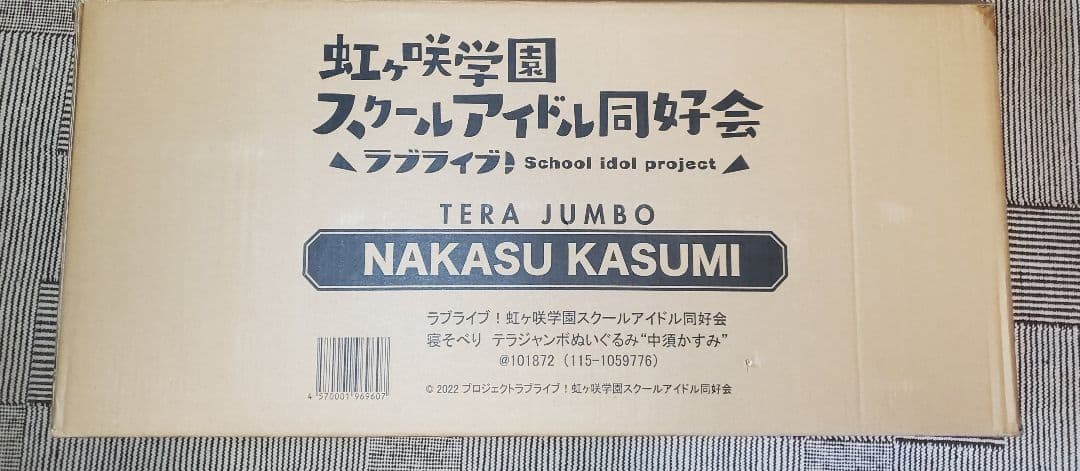 虹ヶ咲学園
スクールアイドル同好会
ラブライブ! School idol project
TERA JUMBO
NAKASU KASUMI
ラブライブ！虹ヶ咲学園スクールアイドル同好会
寝そべり テラジャンボぬいぐるみ“中須かすみ”
@101872（115-1059776）
4 570001 969607
© 2022 プロジェクトラブライブ！虹ヶ咲学園スクールアイドル同好会